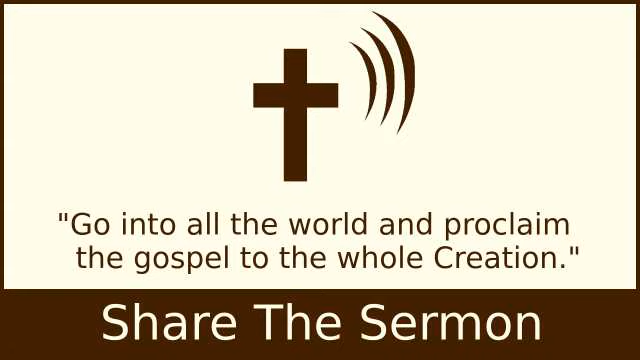 "Go into all the world and proclaim
the gospel to the whole Creation."
Share The Sermon